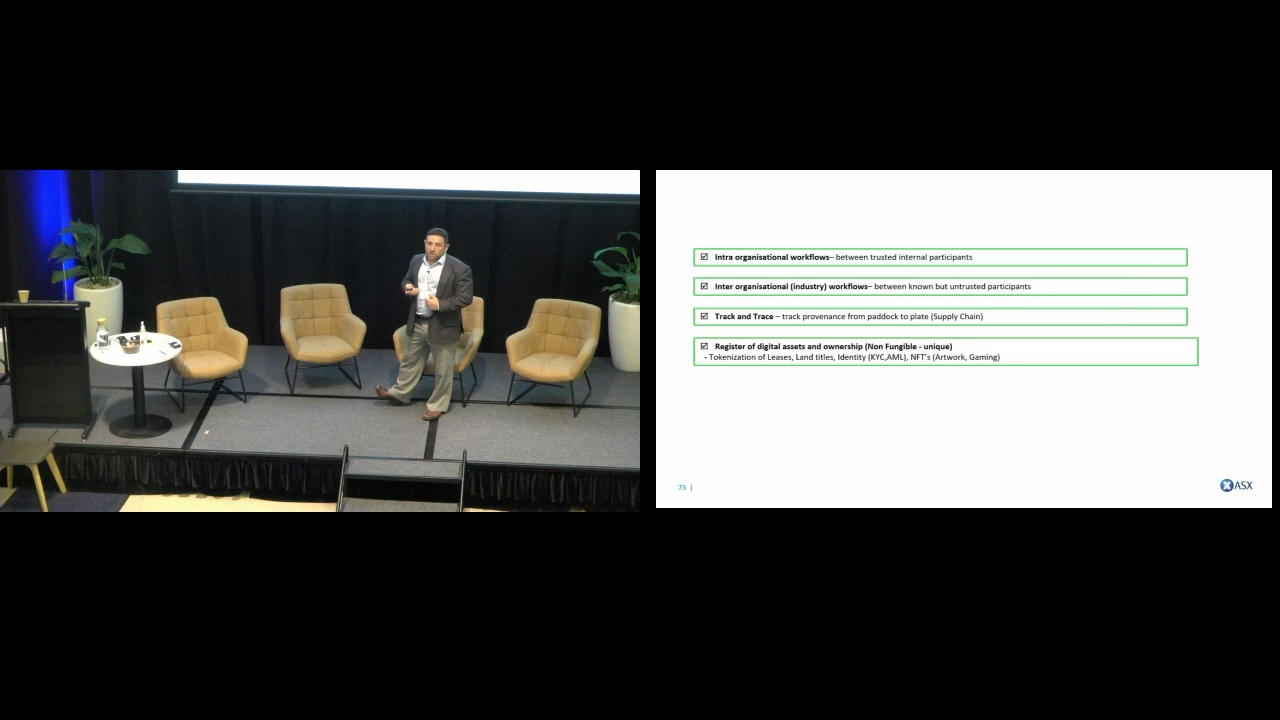 ☑ Intra organisational workflows– between trusted internal participants
☑ Inter organisational (industry) workflows– between known but untrusted participants
☑ Track and Trace – track provenance from paddock to plate (Supply Chain)
☑ Register of digital assets and ownership (Non Fungible - unique)
- Tokenization of Leases, Land titles, Identity (KYC,AML), NFT's (Artwork, Gaming)
73 |
ASX